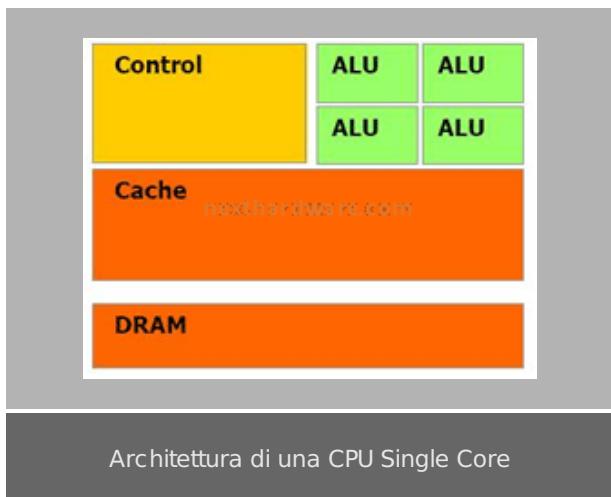 Control
ALU
ALU
ALU
ALU
Cache
nexthardware.com
DRAM
Architettura di una CPU Single Core